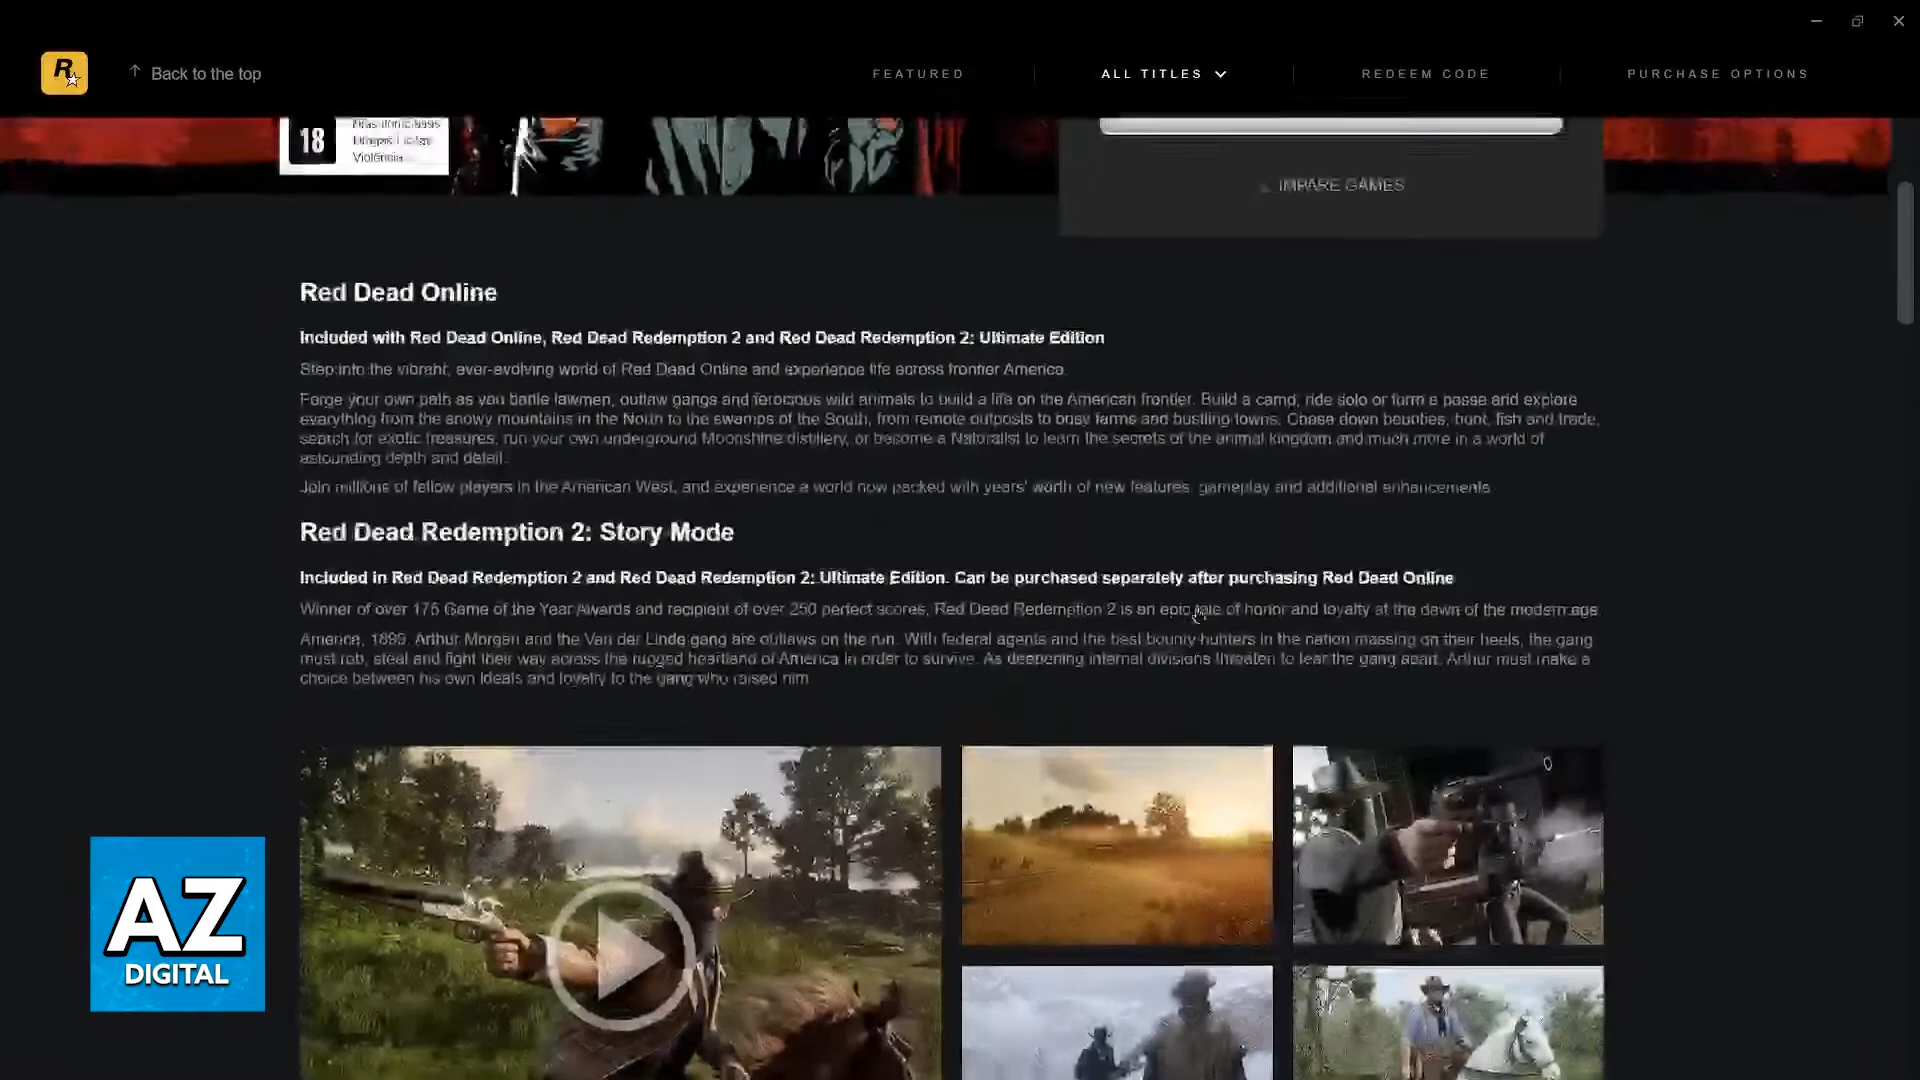 R
Back to the top
FEATURED
ALL TITLES
REDEEM CODE
PURCHASE OPTIONS
18
Violência
MPARE GAMES
Red Dead Online
Included with Red Dead Online, Red Dead Redemption 2 and Red Dead Redemption 2: Ultimate Edition
Step into the vibrant, ever-evolving world of Red Dead Online and experience life across frontier America.
Forge your own path as you battle lawmen, outlaw gangs and ferocious wild animals to build a life on the American frontier. Build a camp, ride solo or form a posse and explore
everything from the snowy mountains in the North to the swamps of the South, from remote outposts to busy farms and bustling towns. Chase down bounties, hunt, fish and trade,
search for exotic treasures, run your own underground Moonshine distillery, or become a Naturalist to learn the secrets of the animal kingdom and much more in a world of
astounding depth and detail.
Join millions of fellow players in the American West, and experience a world now packed with years' worth of new features, gameplay and additional enhancements
Red Dead Redemption 2: Story Mode
Included in Red Dead Redemption 2 and Red Dead Redemption 2: Ultimate Edition. Can be purchased separately after purchasing Red Dead Online
Winner of over 175 Game of the Year Awards and recipient of over 250 perfect scores, Red Dead Redemption 2 is an epic tale of honor and loyalty at the dawn of the modern age
America, 1899. Arthur Morgan and the Van der Linde gang are outlaws on the run. With federal agents and the best bounty hunters in the nation massing on their heels, the gang
must rob, steal and fight their way across the rugged heartland of America in order to survive. As deepening internal divisions threaten to tear the gang apart, Arthur must make a
choice between his own ideals and loyalty to the gang who raised him
AZ
DIGITAL